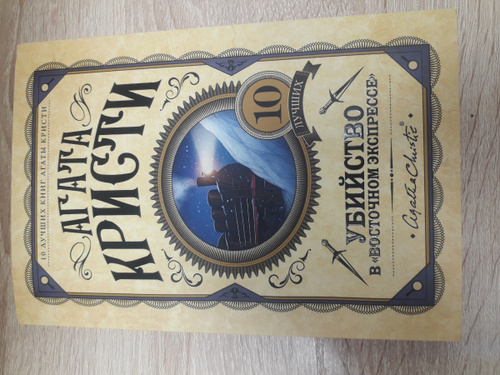 10 ЛУЧШИХ КНИГ АГАТЫ КРИСТИ
АГАТА
КРИСТИ
10
ЛУЧШИХ
УБИЙСТВО
В «ВОСТОЧНОМ ЭКСПРЕССЕ»
Agatha Christie®